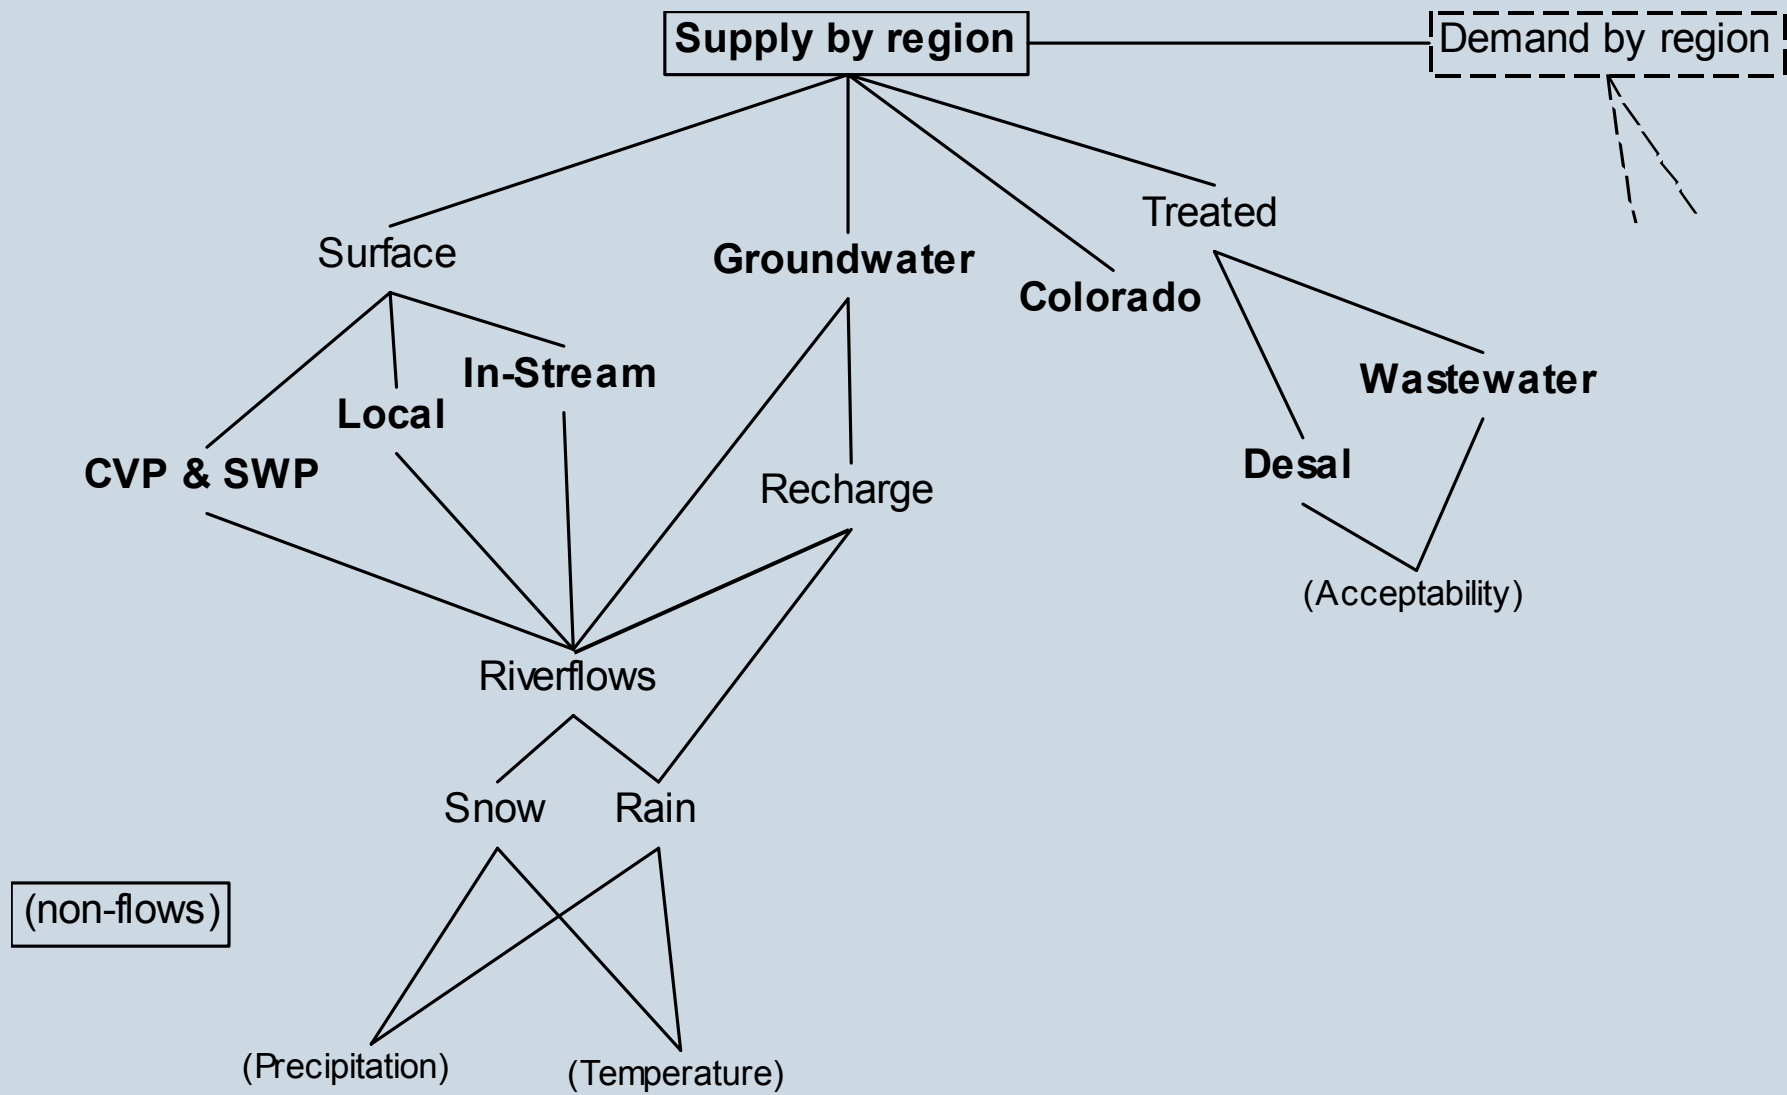 Supply by region
Demand by region
Treated
Surface
Groundwater
Colorado
In-Stream
Wastewater
Local
CVP & SWP
Desal
Recharge
(Acceptability)
Riverflows
Snow
Rain
(non-flows)
(Precipitation)
(Temperature)